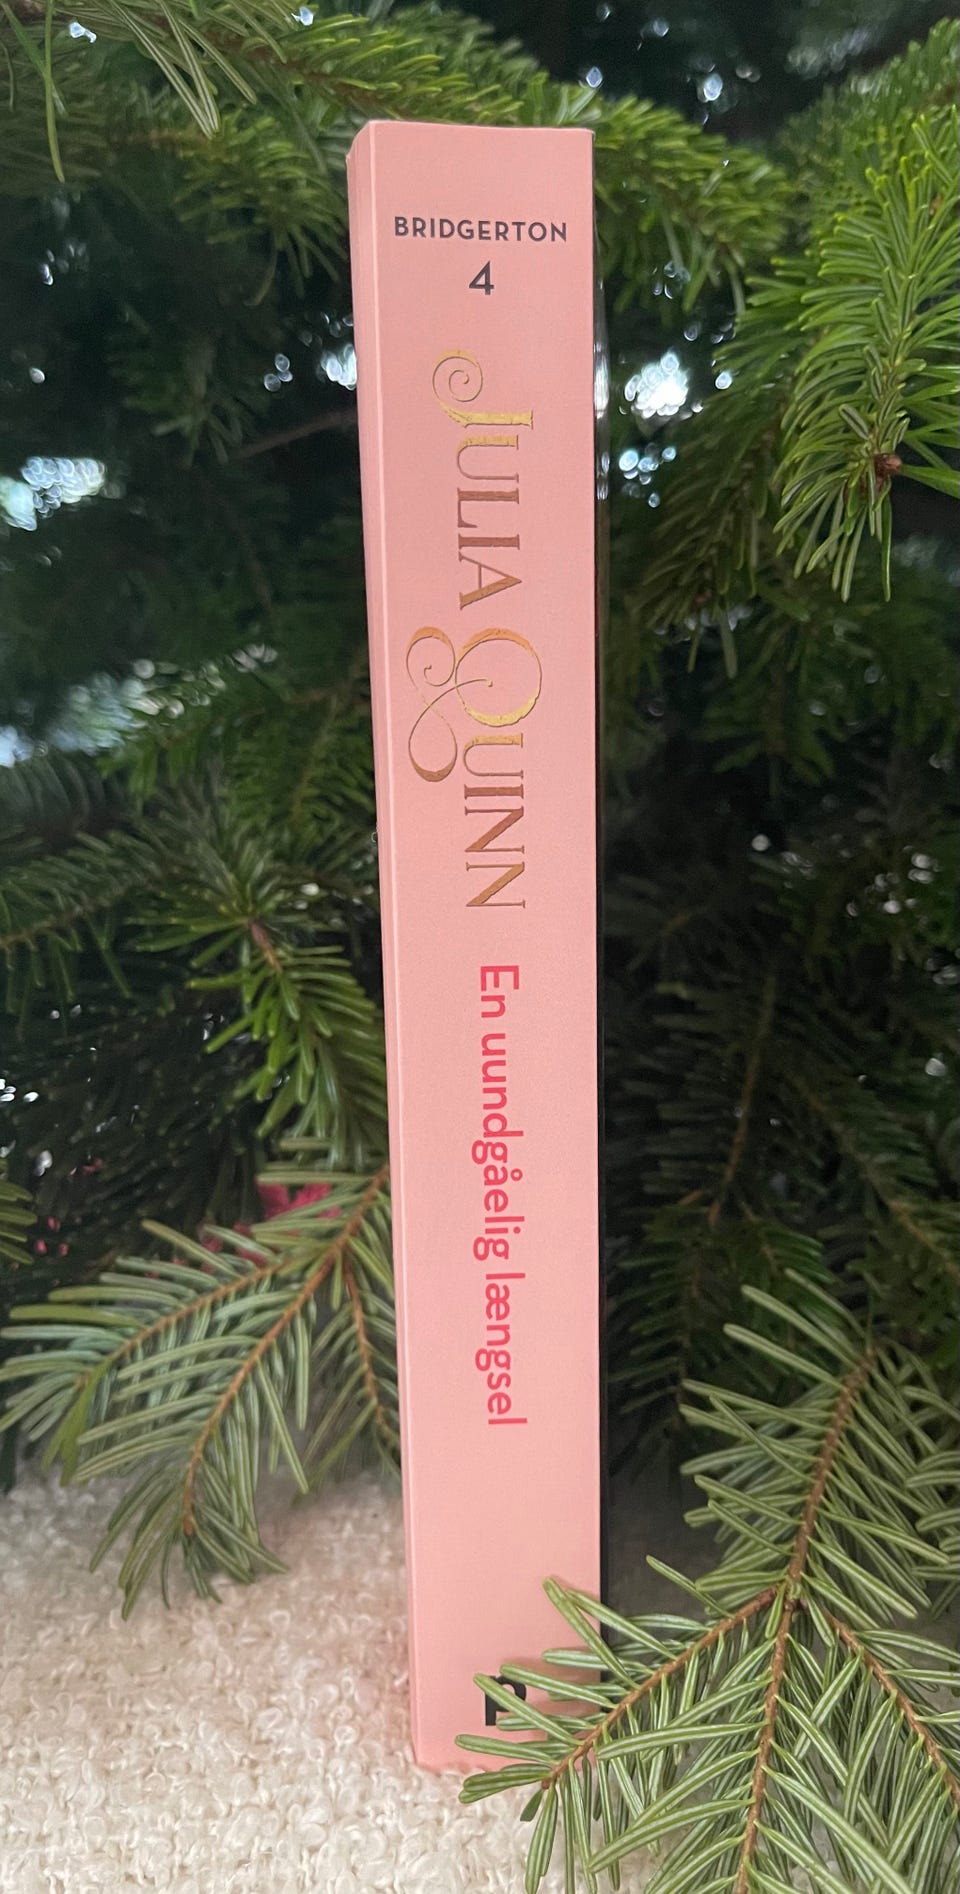 BRIDGERTON
4
JULIA QUINN
En uundgåelig længsel